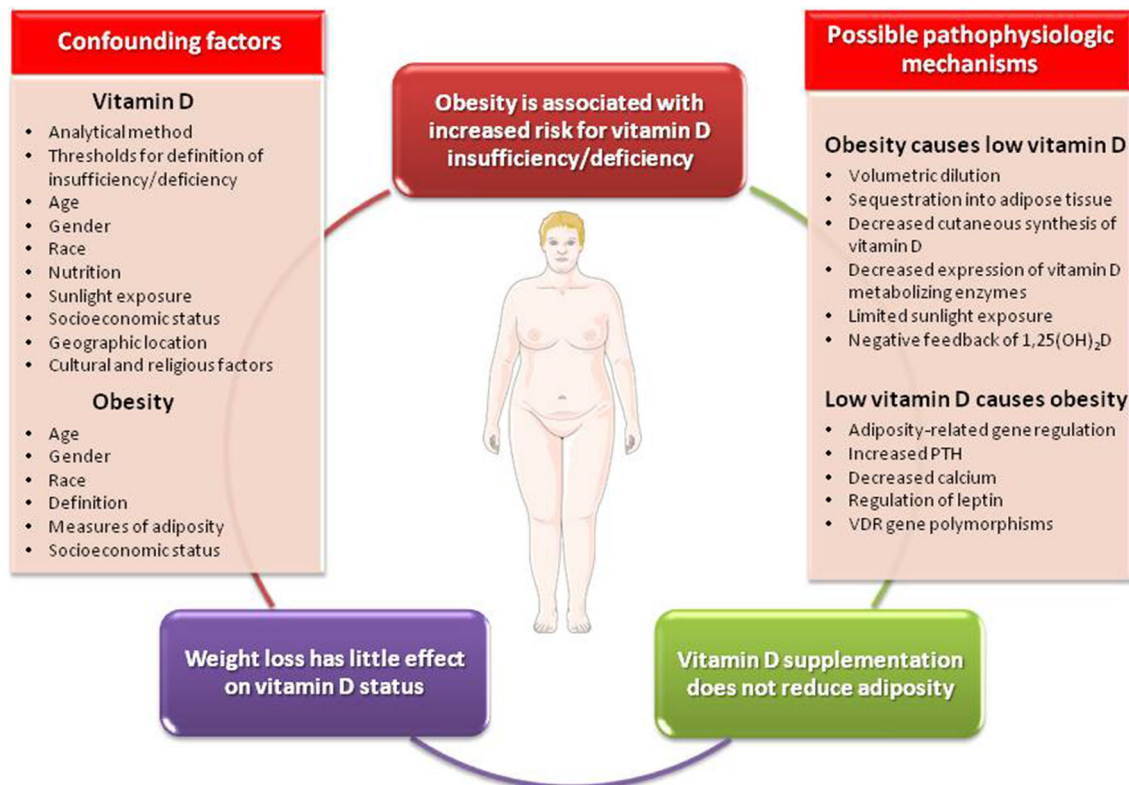 Confounding factors
Vitamin D
• Analytical method
• Thresholds for definition of
insufficiency/deficiency
• Age
• Gender
• Race
• Nutrition
• Sunlight exposure
• Socioeconomic status
• Geographic location
• Cultural and religious factors
Obesity
• Age
• Gender
• Race
• Definition
• Measures of adiposity
• Socioeconomic status
Obesity is associated with
increased risk for vitamin D
insufficiency/deficiency
Possible pathophysiologic
mechanisms
Obesity causes low vitamin D
• Volumetric dilution
• Sequestration into adipose tissue
• Decreased cutaneous synthesis of
vitamin D
• Decreased expression of vitamin D
metabolizing enzymes
• Limited sunlight exposure
• Negative feedback of 1,25(OH)₂D
Low vitamin D causes obesity
• Adiposity-related gene regulation
• Increased PTH
• Decreased calcium
• Regulation of leptin
• VDR gene polymorphisms
Weight loss has little effect
on vitamin D status
Vitamin D supplementation
does not reduce adiposity